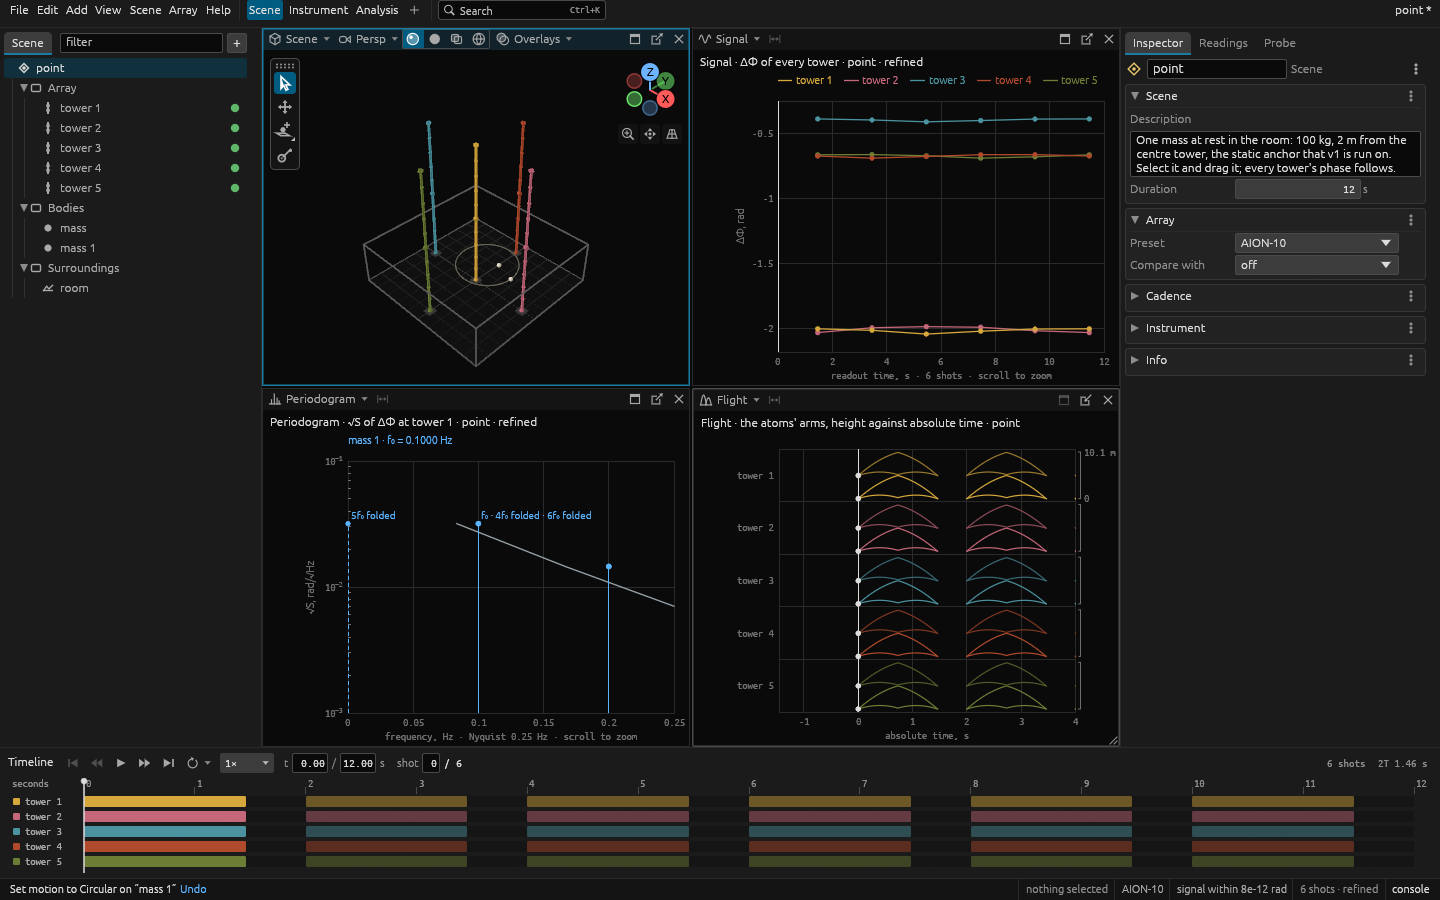 File Edit Add View Scene Array Help Scene Instrument Analysis + Search Ctrl+K point *
Scene filter +
point
Array
tower 1
tower 2
tower 3
tower 4
tower 5
Bodies
mass
mass 1
Surroundings
room
Scene Persp Overlays
Z
Y
X
Signal
Signal · ΔΦ of every tower · point · refined
tower 1 tower 2 tower 3 tower 4 tower 5
-0.5
-1
-1.5
-2
ΔΦ, rad
0 2 4 6 8 10 12
readout time, s · 6 shots · scroll to zoom
Periodogram
Periodogram · √S of ΔΦ at tower 1 · point · refined
mass 1 · f₀ = 0.1000 Hz
10⁻¹
5f₀ folded
f₀ · 4f₀ folded · 6f₀ folded
10⁻²
√S, rad/√Hz
10⁻³
0 0.05 0.1 0.15 0.2 0.25
frequency, Hz · Nyquist 0.25 Hz · scroll to zoom
Flight
Flight · the atoms' arms, height against absolute time · point
10.1 m
0
tower 1
tower 2
tower 3
tower 4
tower 5
-1 0 1 2 3 4
absolute time, s
Inspector Readings Probe
point Scene
Scene
Description
One mass at rest in the room: 100 kg, 2 m from the
centre tower, the static anchor that v1 is run on.
Select it and drag it; every tower's phase follows.
Duration 12 s
Array
Preset AION-10
Compare with off
Cadence
Instrument
Info
Timeline 1× t 0.00 / 12.00 s shot 0 / 6 6 shots 2T 1.46 s
seconds 0 1 2 3 4 5 6 7 8 9 10 11 12
tower 1
tower 2
tower 3
tower 4
tower 5
Set motion to Circular on “mass 1” Undo nothing selected AION-10 signal within 8e-12 rad 6 shots · refined console